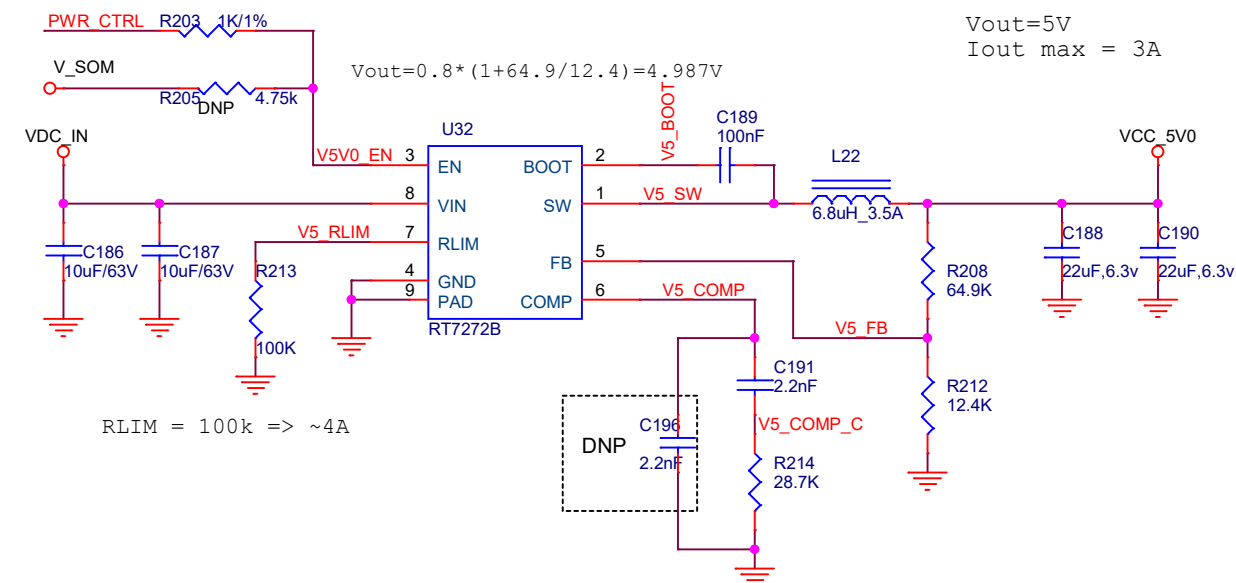 PWR_CTRL R203 1K/1%
Vout=5V
Iout max = 3A
V_SOM
Vout=0.8*(1+64.9/12.4)=4.987V
R205 4.75k
DNP
VDC_IN
U32
V5_BOOT
C189
100nF
L22
VCC_5V0
V5V0_EN 3 EN BOOT 2
8 VIN SW 1 V5_SW
6.8uH_3.5A
V5_RLIM 7 RLIM
C186
10uF/63V
C187
10uF/63V
R213
100K
FB 5
4 GND
9 PAD COMP 6 V5_COMP
RT7272B
R208
64.9K
C188
22uF,6.3v
C190
22uF,6.3v
V5_FB
C191
2.2nF
R212
12.4K
RLIM = 100k => ~4A
DNP
C196
2.2nF
V5_COMP_C
R214
28.7K